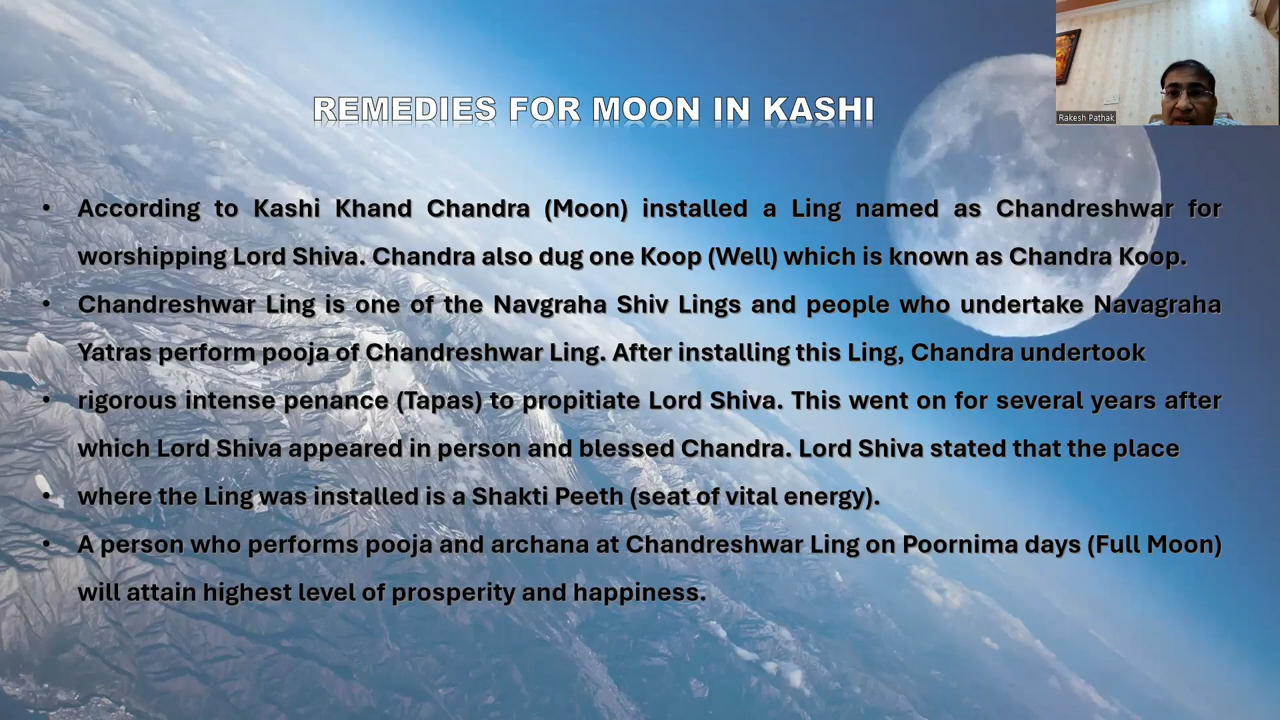 REMEDIES FOR MOON IN KASHI
Rakesh Pathak
• According to Kashi Khand Chandra (Moon) installed a Ling named as Chandreshwar for
worshipping Lord Shiva. Chandra also dug one Koop (Well) which is known as Chandra Koop.
• Chandreshwar Ling is one of the Navgraha Shiv Lings and people who undertake Navagraha
Yatras perform pooja of Chandreshwar Ling. After installing this Ling, Chandra undertook
• rigorous intense penance (Tapas) to propitiate Lord Shiva. This went on for several years after
which Lord Shiva appeared in person and blessed Chandra. Lord Shiva stated that the place
• where the Ling was installed is a Shakti Peeth (seat of vital energy).
• A person who performs pooja and archana at Chandreshwar Ling on Poornima days (Full Moon)
will attain highest level of prosperity and happiness.